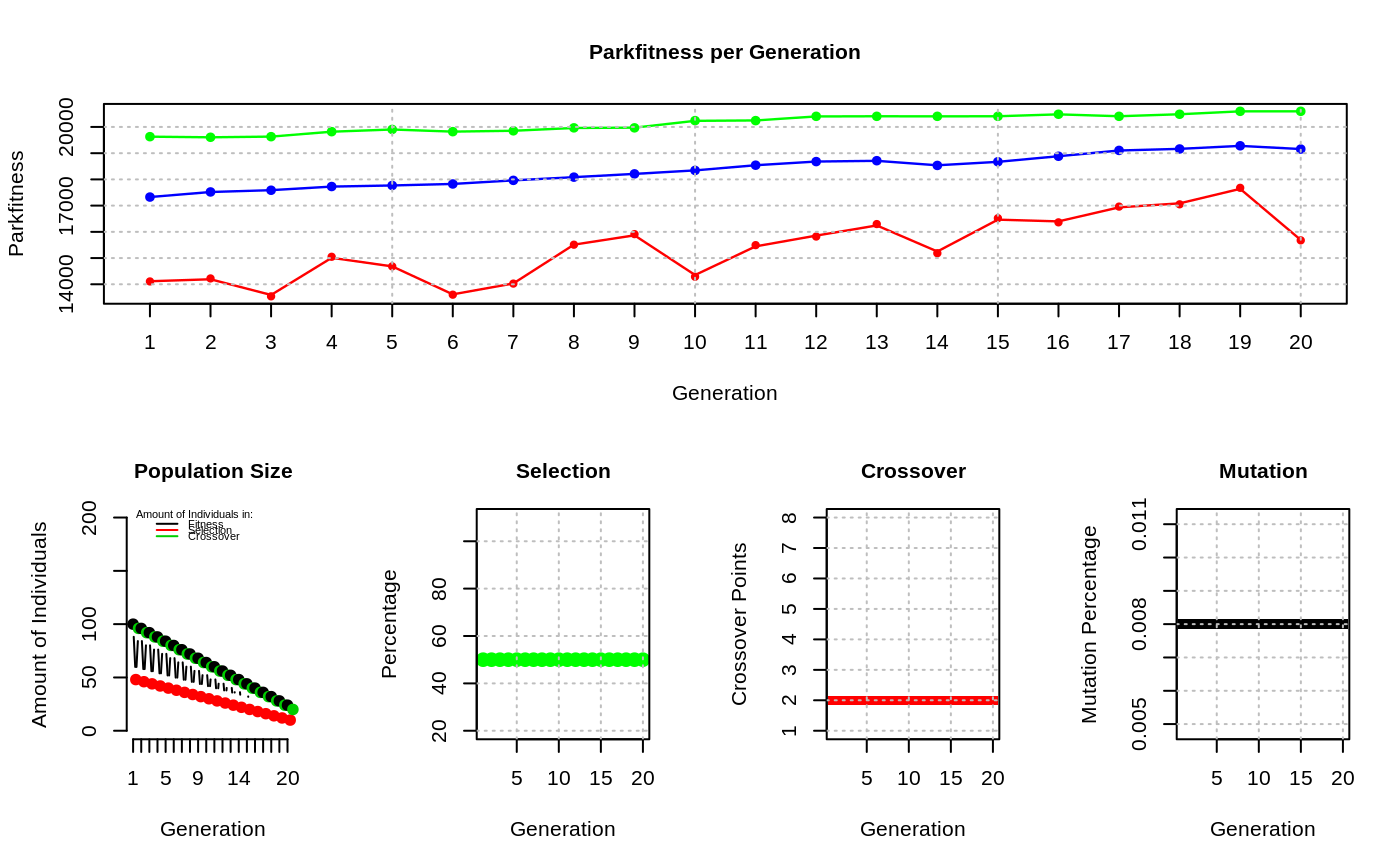 Parkfitness per Generation
Parkfitness
14000 17000 20000
1 2 3 4 5 6 7 8 9 10 11 12 13 14 15 16 17 18 19 20
Generation
Population Size
Amount of Individuals
0 50 100 200
Amount of Individuals in:
Fitness
Selection
Crossover
1 5 9 14 20
Generation
Selection
Percentage
20 40 60 80
5 10 15 20
Generation
Crossover
Crossover Points
1 2 3 4 5 6 7 8
5 10 15 20
Generation
Mutation
Mutation Percentage
0.005 0.008 0.011
5 10 15 20
Generation